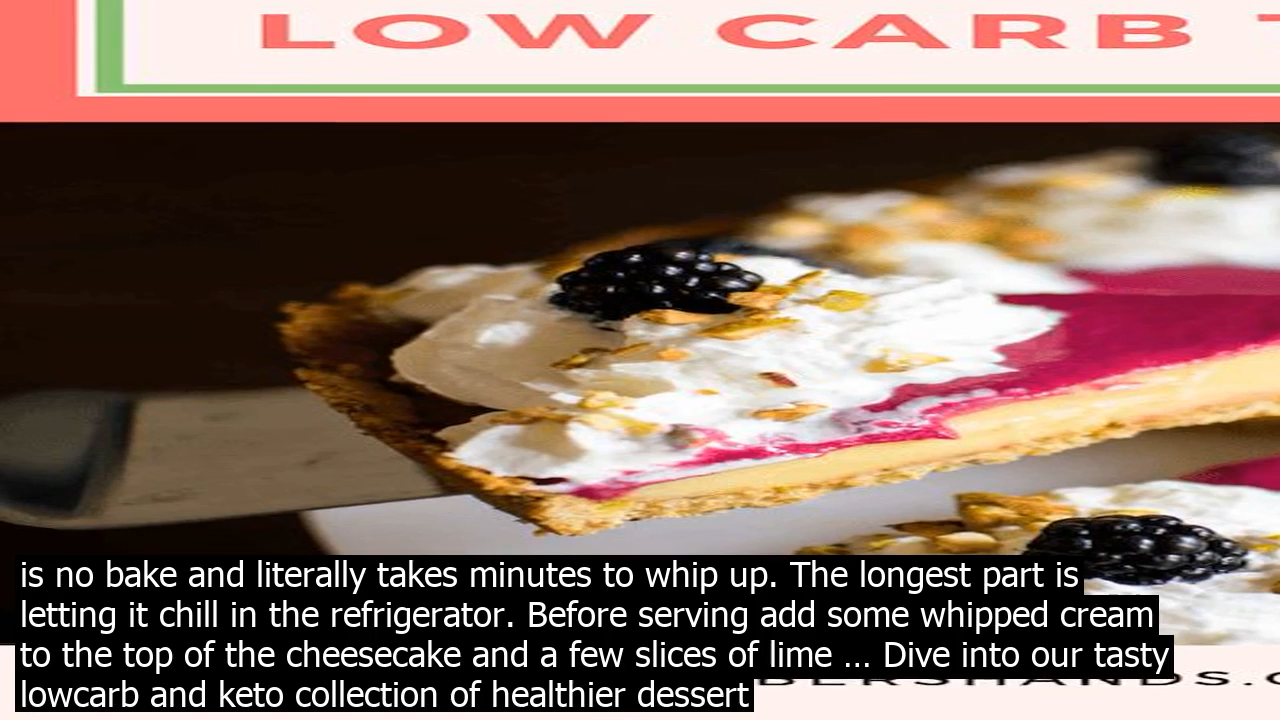 LOW CARB
is no bake and literally takes minutes to whip up. The longest part is
letting it chill in the refrigerator. Before serving add some whipped cream
to the top of the cheesecake and a few slices of lime ... Dive into our tasty
lowcarb and keto collection of healthier dessert